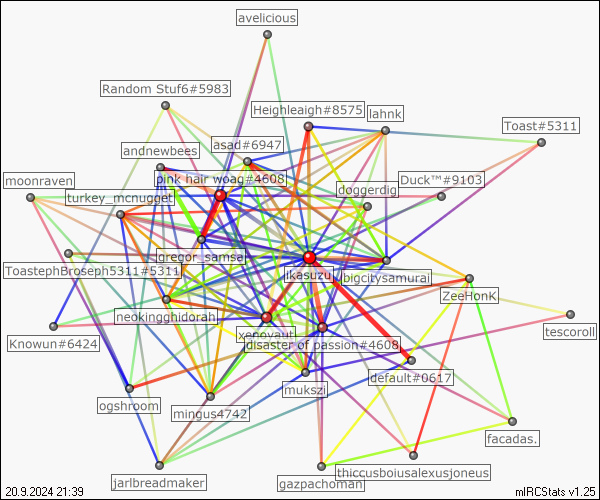 avelicious
Random Stuf6#5983
Heighleigh#8575
lahnk
Toast#5311
andnewbees
asad#6947
moonraven
pink hair woag#4608
Duck™#9103
turkey_mcnugget
doggerdig
gregor_samsa
ToastephBroseph5311#5311
ikasuzu
bigcitysamurai
ZeeHonK
neokingghidorah
xenovant
tescoroll
Knowun#6424
disaster of passion#4608
default#0617
mukszi
ogshroom
mingus4742
facadas.
jarlbreadmaker
gazpachoman
thiccusboiusalexusjoneus
20.9.2024 21:39
mIRCStats v1.25